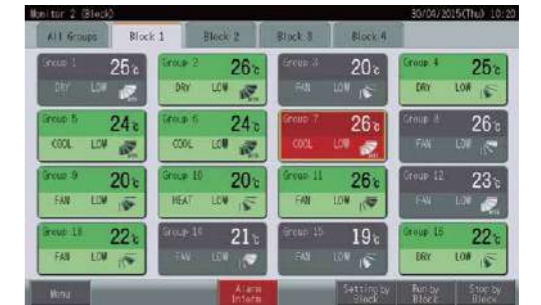 Monitor 2 (Block)
30/04/2015(Thu) 10:20
All Groups Block 1 Block 2 Block 3 Block 4
Group 1 Group 2 Group 3 Group 4
25℃ 26℃ 20℃ 25℃
DRY LOW DRY LOW FAN LOW DRY LOW
Group 5 Group 6 Group 7 Group 8
24℃ 24℃ 26℃ 26℃
COOL LOW COOL LOW COOL LOW FAN LOW
Group 9 Group 10 Group 11 Group 12
20℃ 20℃ 26℃ 23℃
FAN LOW HEAT LOW FAN LOW FAN LOW
Group 13 Group 14 Group 15 Group 16
22℃ 21℃ 19℃ 22℃
FAN LOW FAN LOW FAN LOW DRY LOW
Menu
Alarm
Inform
Setting by
Block
Run by
Block
Stop by
Block